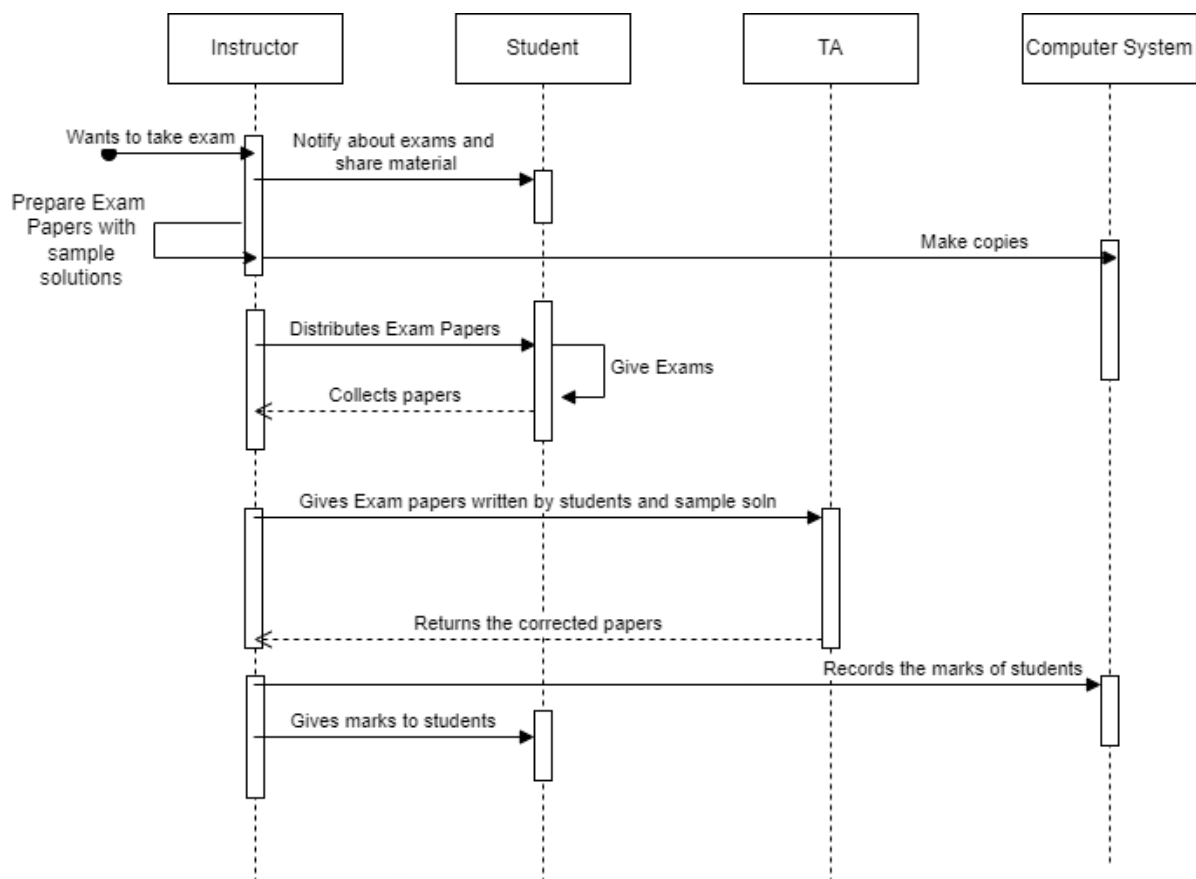 Instructor
Student
TA
Computer System
Wants to take exam
Notify about exams and
share material
Prepare Exam
Papers with
sample
solutions
Make copies
Distributes Exam Papers
Give Exams
Collects papers
Gives Exam papers written by students and sample soln
Returns the corrected papers
Records the marks of students
Gives marks to students